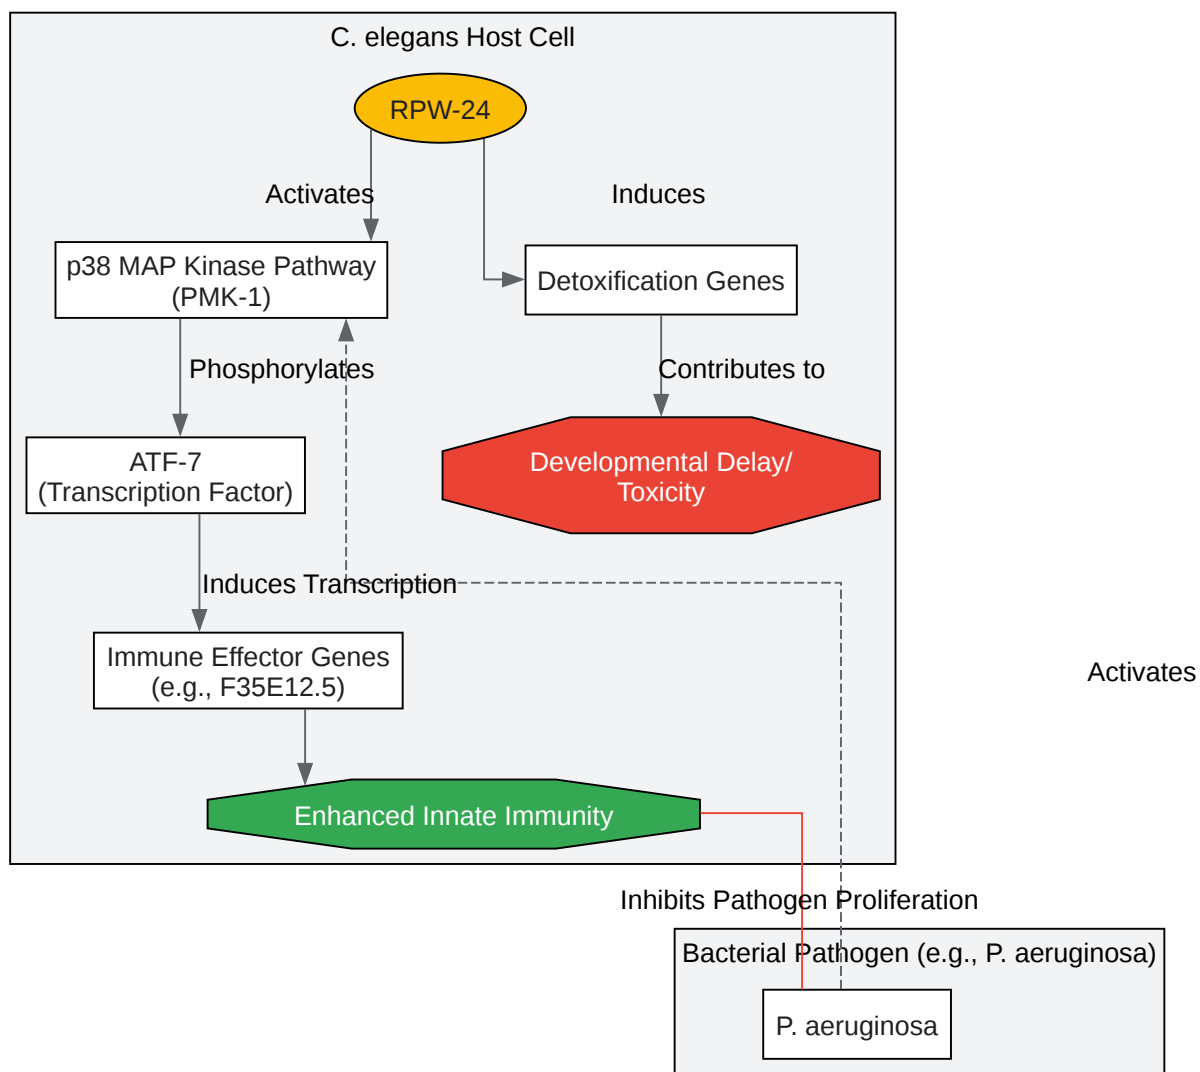 C. elegans Host Cell
RPW-24
Activates
Induces
p38 MAP Kinase Pathway
(PMK-1)
Detoxification Genes
Phosphorylates
Contributes to
ATF-7
(Transcription Factor)
Developmental Delay/
Toxicity
Induces Transcription
Immune Effector Genes
(e.g., F35E12.5)
Activates
Enhanced Innate Immunity
Inhibits Pathogen Proliferation
Bacterial Pathogen (e.g., P. aeruginosa)
P. aeruginosa